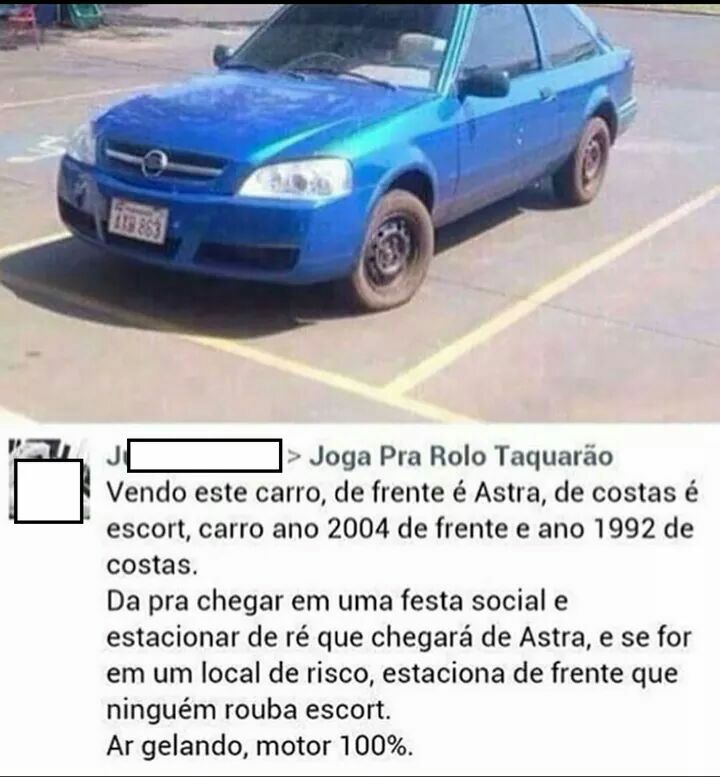 J > Joga Pra Rolo Taquarão
Vendo este carro, de frente é Astra, de costas é
escort, carro ano 2004 de frente e ano 1992 de
costas.
Da pra chegar em uma festa social e
estacionar de ré que chegará de Astra, e se for
em um local de risco, estaciona de frente que
ninguém rouba escort.
Ar gelando, motor 100%.